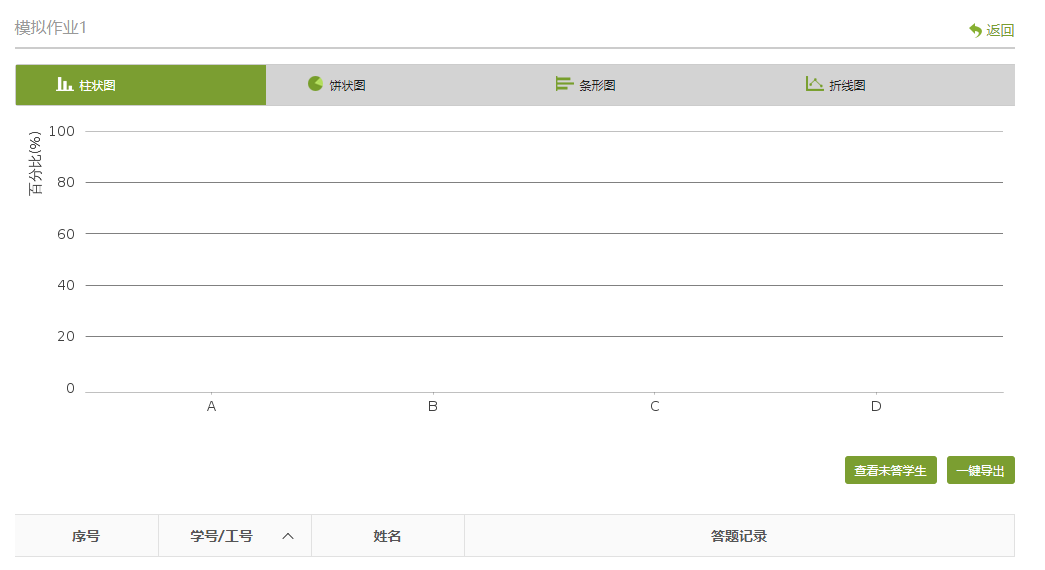 模拟作业1
返回
柱状图 饼状图 条形图 折线图
百分比(%)
100
80
60
40
20
0
A B C D
查看未答学生 一键导出
序号 学号/工号 姓名 答题记录